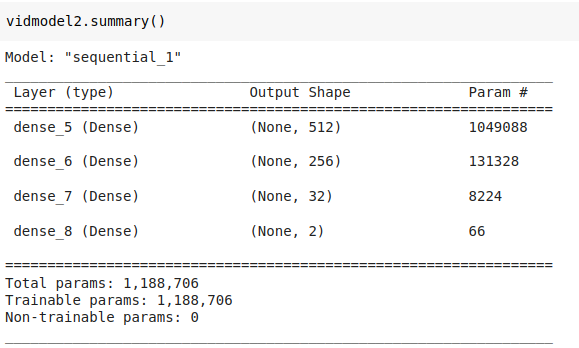 vidmodel2.summary()
Model: "sequential_1"
_________________________________________________________________
Layer (type) Output Shape Param #
=================================================================
dense_5 (Dense) (None, 512) 1049088
dense_6 (Dense) (None, 256) 131328
dense_7 (Dense) (None, 32) 8224
dense_8 (Dense) (None, 2) 66
=================================================================
Total params: 1,188,706
Trainable params: 1,188,706
Non-trainable params: 0
_________________________________________________________________